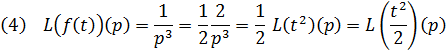 (4) L(f(t))(p) = 1/p³ = 1/2 2/p³ = 1/2 L(t²)(p) = L(t²/2)(p)